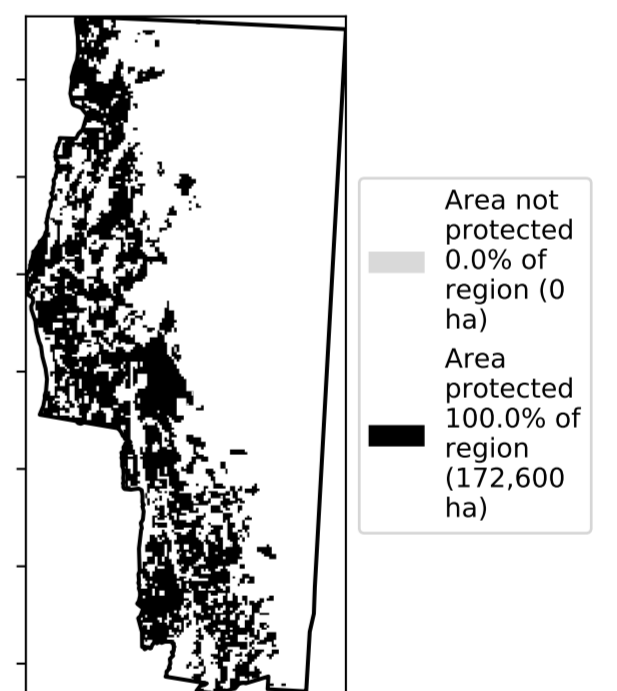 Area not
protected
0.0% of
region (0
ha)
Area
protected
100.0% of
region
(172,600
ha)